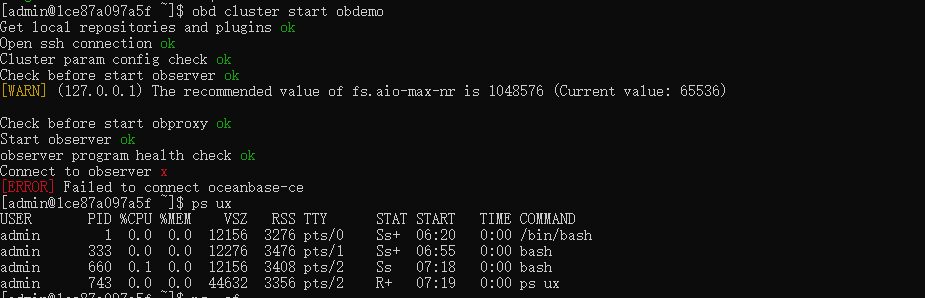 [admin@1ce87a097a5f ~]$ obd cluster start obdemo
Get local repositories and plugins ok
Open ssh connection ok
Cluster param config check ok
Check before start observer ok
[WARN] (127.0.0.1) The recommended value of fs.aio-max-nr is 1048576 (Current value: 65536)
Check before start obproxy ok
Start observer ok
observer program health check ok
Connect to observer x
[ERROR] Failed to connect oceanbase-ce
[admin@1ce87a097a5f ~]$ ps ux
USER PID %CPU %MEM VSZ RSS TTY STAT START TIME COMMAND
admin 1 0.0 0.0 12156 3276 pts/0 Ss+ 06:20 0:00 /bin/bash
admin 333 0.0 0.0 12276 3476 pts/1 Ss+ 06:55 0:00 bash
admin 660 0.1 0.0 12156 3408 pts/2 Ss 07:18 0:00 bash
admin 743 0.0 0.0 44632 3356 pts/2 R+ 07:19 0:00 ps ux